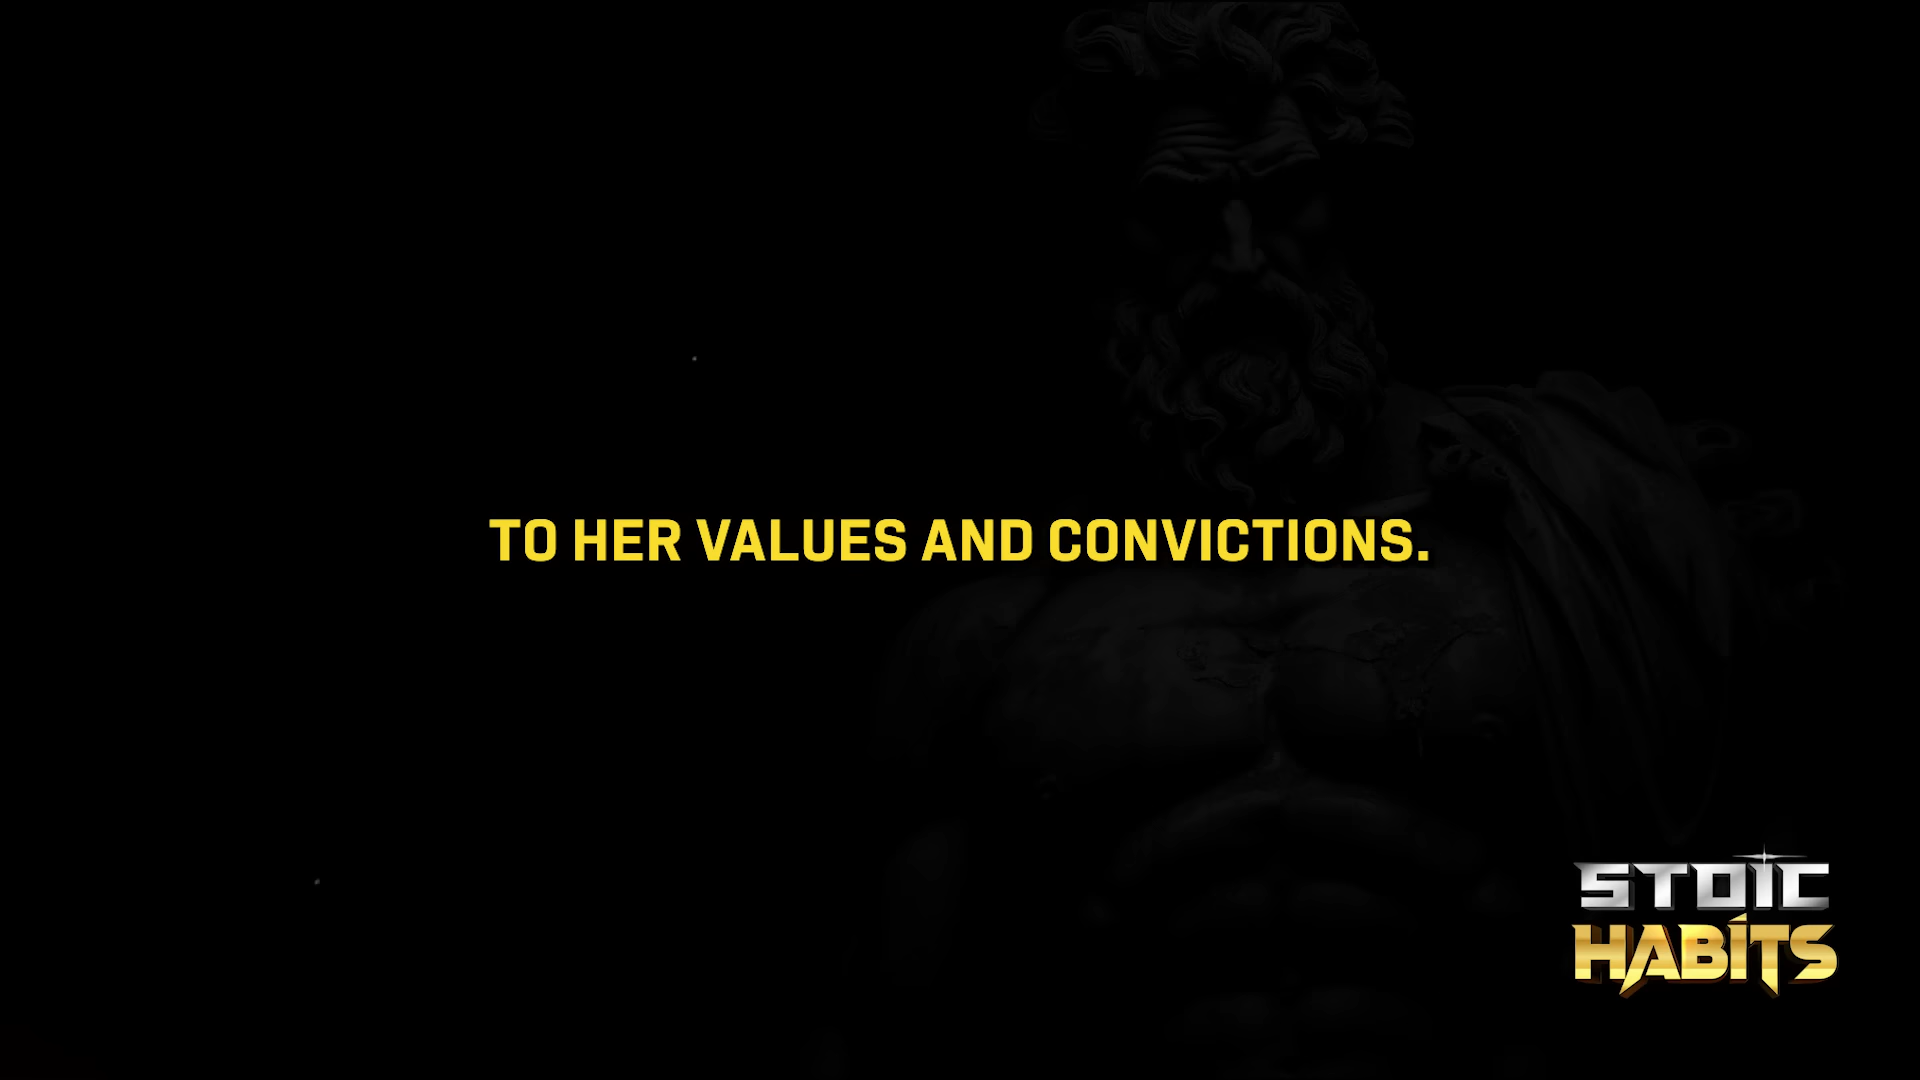 TO HER VALUES AND CONVICTIONS.
STOIC
HABITS